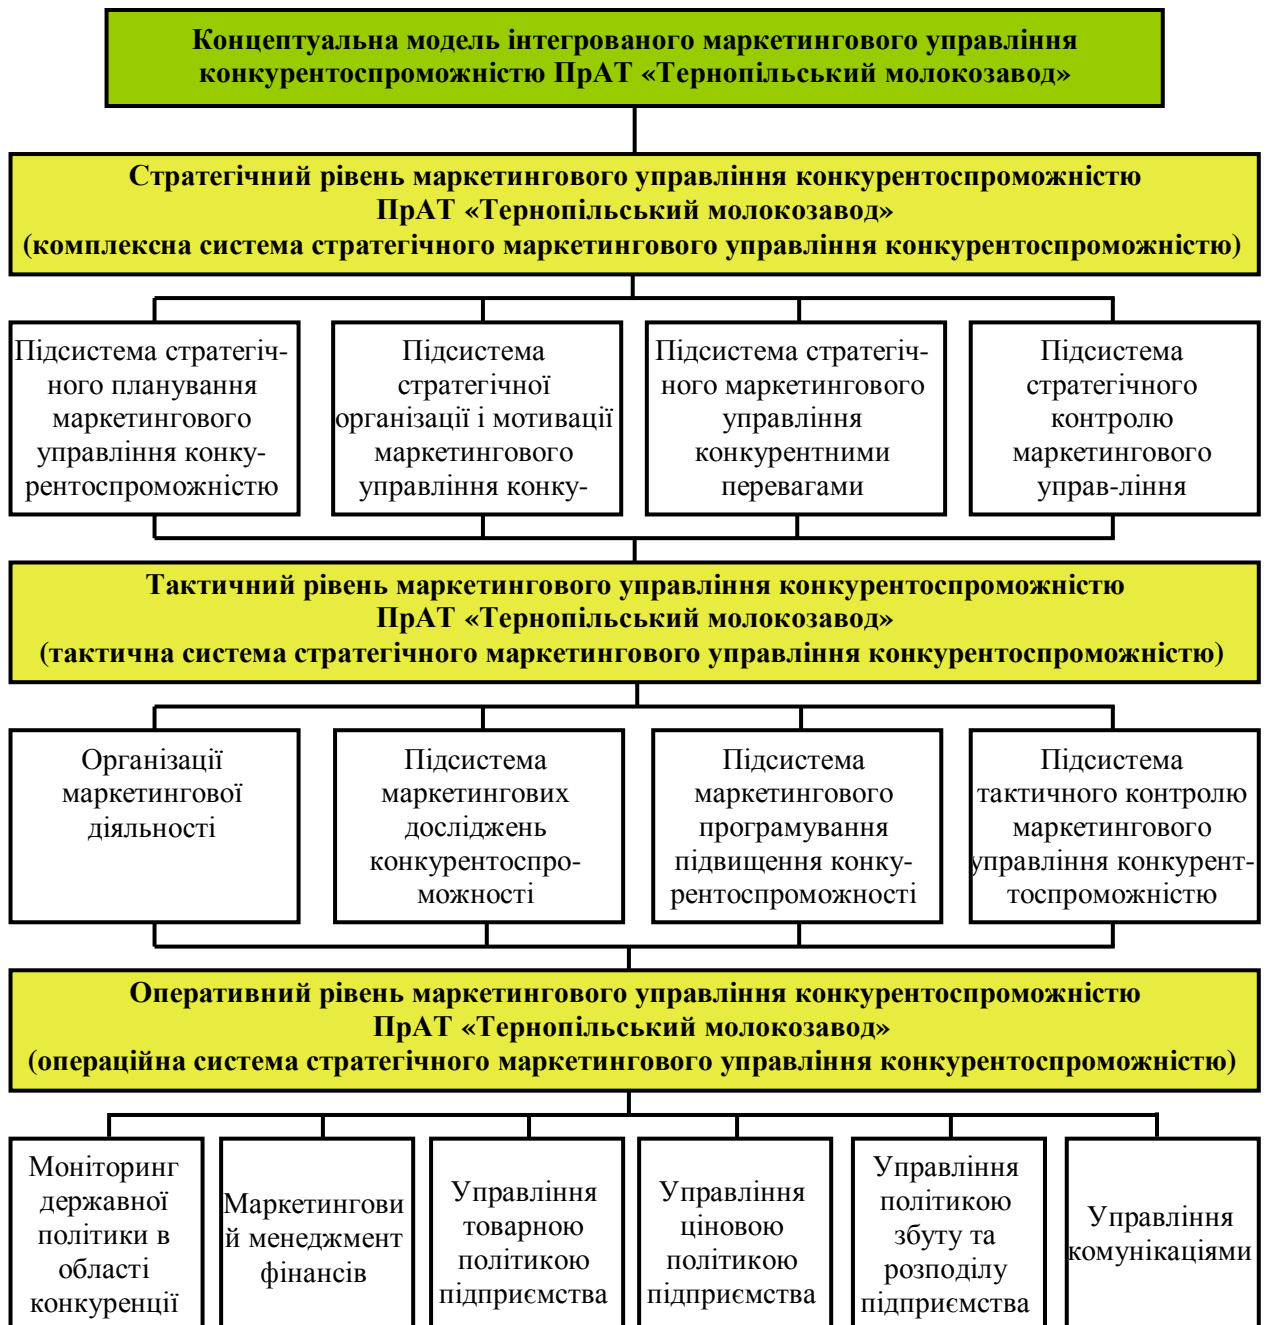 Концептуальна модель інтегрованого маркетингового управління
конкурентоспроможністю ПрАТ «Тернопільський молокозавод»
Стратегічний рівень маркетингового управління конкурентоспроможністю
ПрАТ «Тернопільський молокозавод»
(комплексна система стратегічного маркетингового управління конкурентоспроможністю)
Підсистема стратегіч-
ного планування
маркетингового
управління конку-
рентоспроможністю
Підсистема
стратегічної
організації і мотивації
маркетингового
управління конку-
Підсистема стратегіч-
ного маркетингового
управління
конкурентними
перевагами
Підсистема
стратегічного
контролю
маркетингового
управ-ління
Тактичний рівень маркетингового управління конкурентоспроможністю
ПрАТ «Тернопільський молокозавод»
(тактична система стратегічного маркетингового управління конкурентоспроможністю)
Організації
маркетингової
діяльності
Підсистема
маркетингових
досліджень
конкурентоспро-
можності
Підсистема
маркетингового
програмування
підвищення конку-
рентоспроможності
Підсистема
тактичного контролю
маркетингового
управління конкурент-
тоспроможністю
Оперативний рівень маркетингового управління конкурентоспроможністю
ПрАТ «Тернопільський молокозавод»
(операційна система стратегічного маркетингового управління конкурентоспроможністю)
Моніторинг
державної
політики в
області
конкуренції
Маркетингови
й менеджмент
фінансів
Управління
товарною
політикою
підприємства
Управління
ціновою
політикою
підприємства
Управління
політикою
збуту та
розподілу
підприємства
Управління
комунікаціями